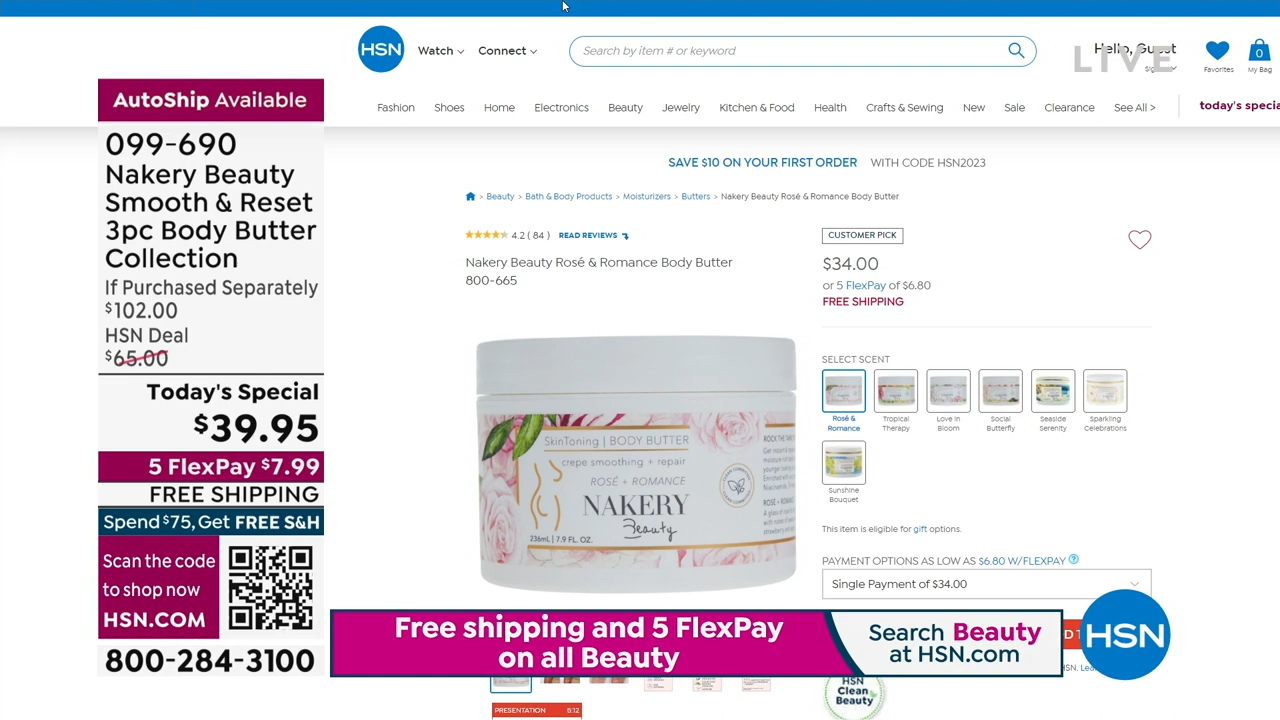 HSN
Watch
Connect
Search by item # or keyword
Hello, Guest
LIVE
Favorites
0
My Bag
Fashion
Shoes
Home
Electronics
Beauty
Jewelry
Kitchen & Food
Health
Crafts & Sewing
New
Sale
Clearance
See All >
today's specia
SAVE $10 ON YOUR FIRST ORDER WITH CODE HSN2023
> Beauty > Bath & Body Products > Moisturizers > Butters > Nakery Beauty Rosé & Romance Body Butter
AutoShip Available
099-690
Nakery Beauty
Smooth & Reset
3pc Body Butter
Collection
If Purchased Separately
$102.00
HSN Deal
$65.00
Today's Special
$39.95
5 FlexPay $7.99
FREE SHIPPING
Spend $75, Get FREE S&H
Scan the code
to shop now
HSN.COM
800-284-3100
4.2 ( 84 ) READ REVIEWS
Nakery Beauty Rosé & Romance Body Butter
800-665
SkinToning | BODY BUTTER
crepe smoothing + repair
ROSÉ + ROMANCE
NAKERY
Beauty
236mL | 7.9 FL. OZ.
CUSTOMER PICK
$34.00
or 5 FlexPay of $6.80
FREE SHIPPING
SELECT SCENT
Rosé &
Romance
Tropical
Therapy
Love In
Bloom
Social
Butterfly
Seaside
Serenity
Sparkling
Celebrations
Sunshine
Bouquet
This item is eligible for gift options.
PAYMENT OPTIONS AS LOW AS $6.80 W/FLEXPAY
Single Payment of $34.00
Free shipping and 5 FlexPay
on all Beauty
Search Beauty
at HSN.com
HSN
HSN
Clean
Beauty
PRESENTATION 5:12